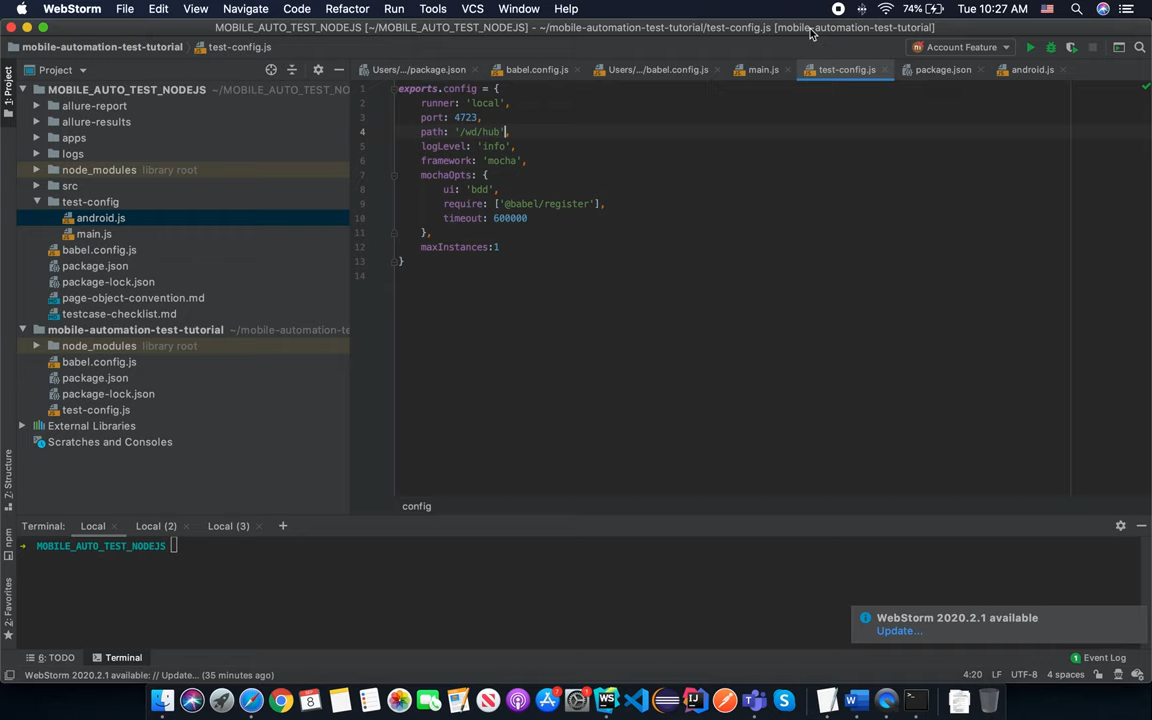 WebStorm File Edit View Navigate Code Refactor Run Tools VCS Window Help 74% Tue 10:27 AM
MOBILE_AUTO_TEST_NODEJS [~/MOBILE_AUTO_TEST_NODEJS] - ~/mobile-automation-test-tutorial/test-config.js [mobile-automation-test-tutorial]
mobile-automation-test-tutorial test-config.js Account Feature
Project Users/.../package.json babel.config.js Users/.../babel.config.js main.js test-config.js package.json android.js
1: Project
MOBILE_AUTO_TEST_NODEJS ~/MOBILE_AUTO_TEST_NODEJS
allure-report
allure-results
apps
logs
node_modules library root
src
test-config
android.js
main.js
babel.config.js
package.json
package-lock.json
page-object-convention.md
testcase-checklist.md
mobile-automation-test-tutorial ~/mobile-automation-te
node_modules library root
babel.config.js
package.json
package-lock.json
test-config.js
External Libraries
Scratches and Consoles
1 exports.config = {
2 runner: 'local',
3 port: 4723,
4 path: '/wd/hub',
5 logLevel: 'info',
6 framework: 'mocha',
7 mochaOpts: {
8 ui: 'bdd',
9 require: ['@babel/register'],
10 timeout: 600000
11 },
12 maxInstances:1
13 }
14
config
7: Structure
npm
2: Favorites
Terminal: Local Local (2) Local (3)
MOBILE_AUTO_TEST_NODEJS
WebStorm 2020.2.1 available
Update...
6: TODO Terminal 1 Event Log
WebStorm 2020.2.1 available: // Update... (35 minutes ago) 4:20 LF UTF-8 4 spaces